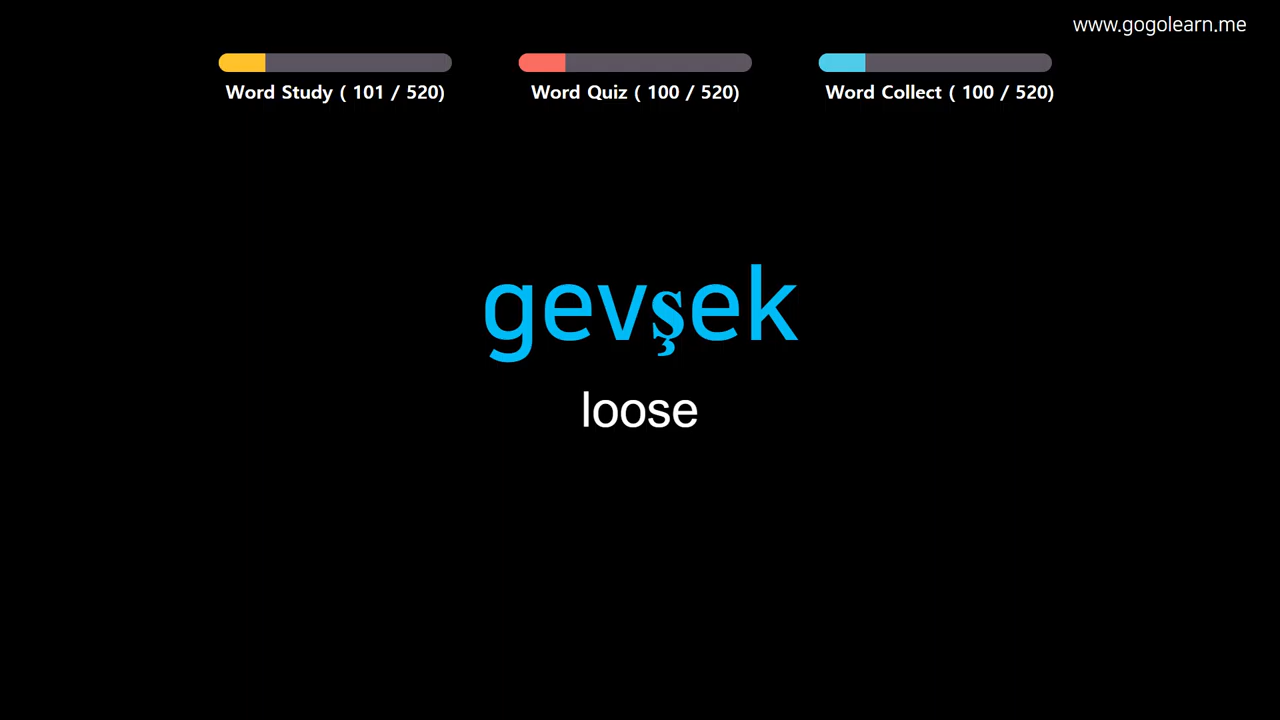 www.gogolearn.me
Word Study ( 101 / 520)
Word Quiz ( 100 / 520)
Word Collect ( 100 / 520)
gevşek
loose